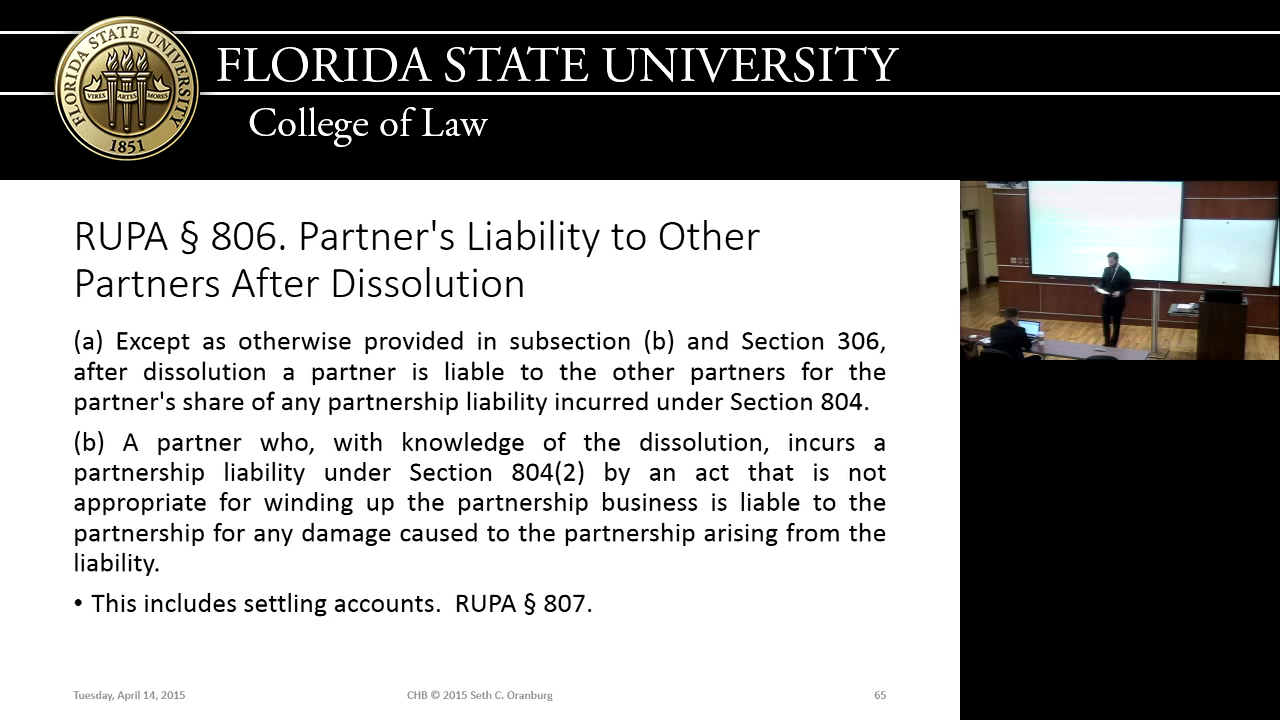 FLORIDA STATE UNIVERSITY
College of Law
FLORIDA STATE UNIVERSITY
VIRES ARTES MORES
1851
RUPA § 806. Partner's Liability to Other
Partners After Dissolution
(a) Except as otherwise provided in subsection (b) and Section 306,
after dissolution a partner is liable to the other partners for the
partner's share of any partnership liability incurred under Section 804.
(b) A partner who, with knowledge of the dissolution, incurs a
partnership liability under Section 804(2) by an act that is not
appropriate for winding up the partnership business is liable to the
partnership for any damage caused to the partnership arising from the
liability.
• This includes settling accounts.  RUPA § 807.
Tuesday, April 14, 2015
CHB © 2015 Seth C. Oranburg
65